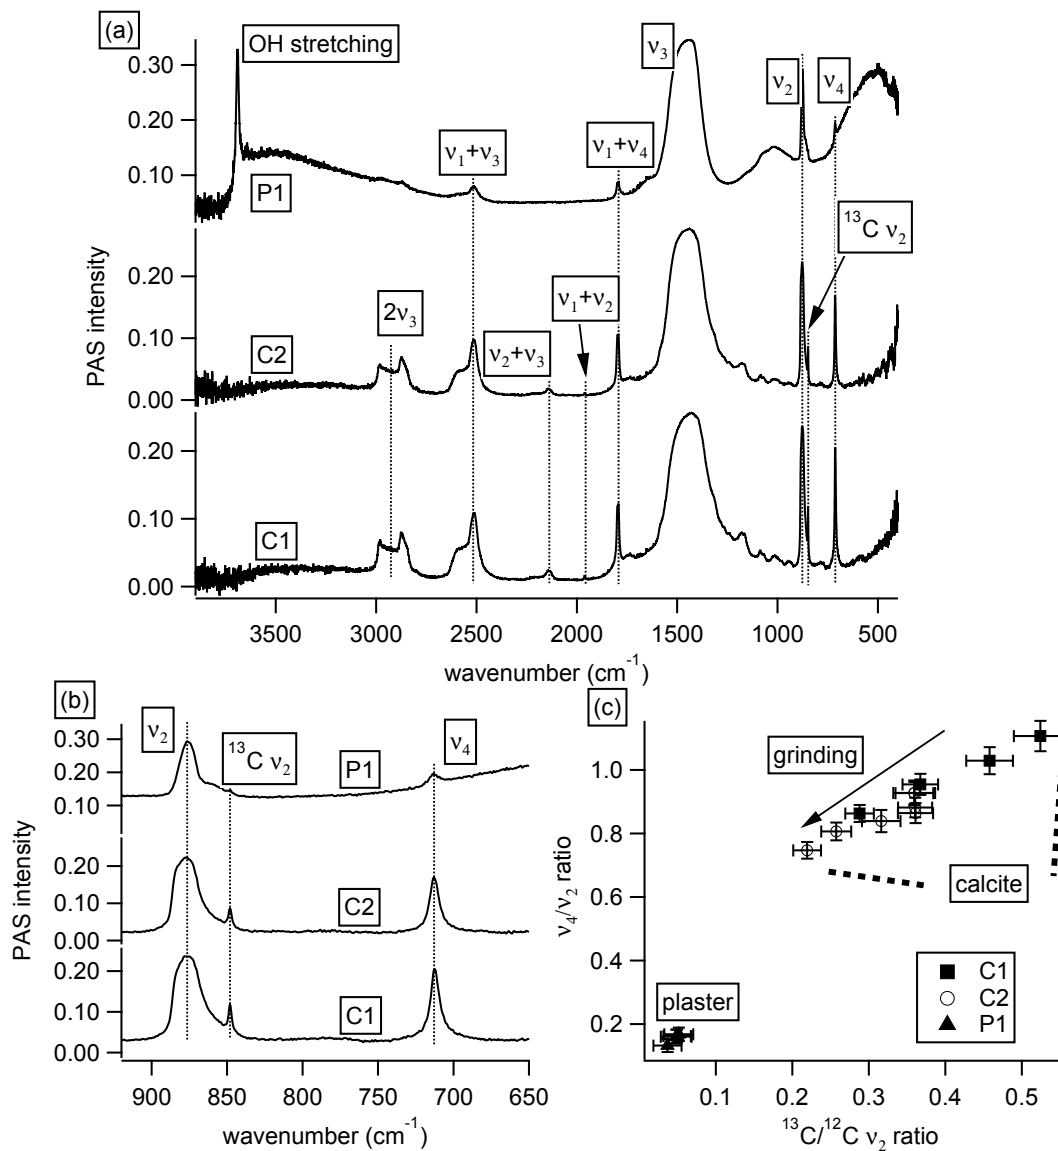 (a)
OH stretching
ν3
ν2
ν4
ν1+ν3
ν1+ν4
P1
13C ν2
2ν3
ν2+ν3
ν1+ν2
C2
C1
PAS intensity
0.30
0.20
0.10
0.20
0.10
0.00
0.20
0.10
0.00
3500 3000 2500 2000 1500 1000 500
wavenumber (cm-1)
(b)
ν2
13C ν2
ν4
P1
C2
C1
PAS intensity
0.30
0.20
0.10
0.20
0.10
0.00
0.20
0.10
0.00
900 850 800 750 700 650
wavenumber (cm-1)
(c)
grinding
calcite
plaster
C1
C2
P1
ν4/ν2 ratio
1.0
0.8
0.6
0.4
0.2
0.1 0.2 0.3 0.4 0.5
13C/12C ν2 ratio